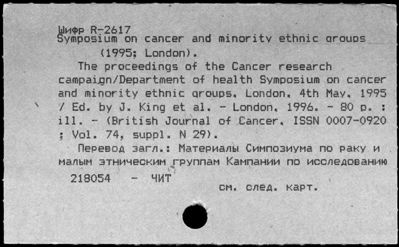 Шифр R-2617
Symposium on cancer and minority ethnic groups
(1995; London).
The proceedings of the Cancer research
campaign/Department of health Symposium on cancer
and minority ethnic groups, London, 4th May, 1995
/ Ed. by J. King et al. - London, 1996. - 80 p. :
ill. - (British Journal of Cancer, ISSN 0007-0920
; Vol. 74, suppl. N 29).
Перевод загл.: Материалы Симпозиума по раку и
малым этническим группам Кампании по исследованию
218054 - ЧИТ
см. след. карт.